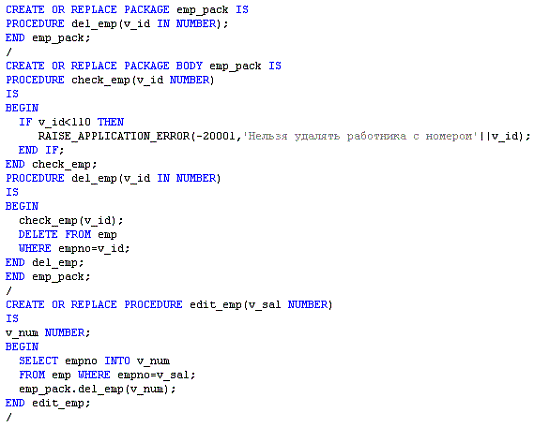 CREATE OR REPLACE PACKAGE emp_pack IS
PROCEDURE del_emp(v_id IN NUMBER);
END emp_pack;
/
CREATE OR REPLACE PACKAGE BODY emp_pack IS
PROCEDURE check_emp(v_id NUMBER)
IS
BEGIN
  IF v_id<110 THEN
     RAISE_APPLICATION_ERROR(-20001,'Нельзя удалять работника с номером'||v_id);
  END IF;
END check_emp;
PROCEDURE del_emp(v_id IN NUMBER)
IS
BEGIN
  check_emp(v_id);
  DELETE FROM emp
  WHERE empno=v_id;
END del_emp;
END emp_pack;
/
CREATE OR REPLACE PROCEDURE edit_emp(v_sal NUMBER)
IS
v_num NUMBER;
BEGIN
  SELECT empno INTO v_num
  FROM emp WHERE empno=v_sal;
  emp_pack.del_emp(v_num);
END edit_emp;
/